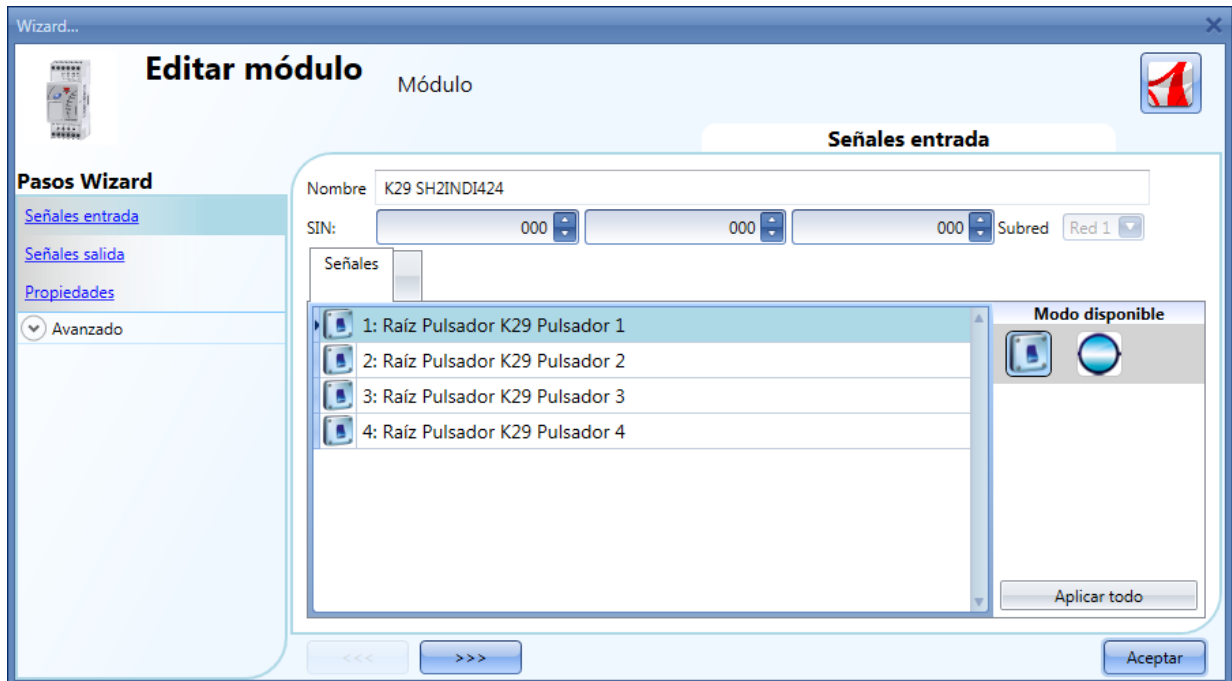 Wizard...
Editar módulo
Módulo
Señales entrada
Pasos Wizard
Señales entrada
Señales salida
Propiedades
Avanzado
Nombre K29 SH2INDI424
SIN: 000 000 000 Subred Red 1
Señales
1: Raíz Pulsador K29 Pulsador 1
2: Raíz Pulsador K29 Pulsador 2
3: Raíz Pulsador K29 Pulsador 3
4: Raíz Pulsador K29 Pulsador 4
Modo disponible
Aplicar todo
<<< >>> Aceptar